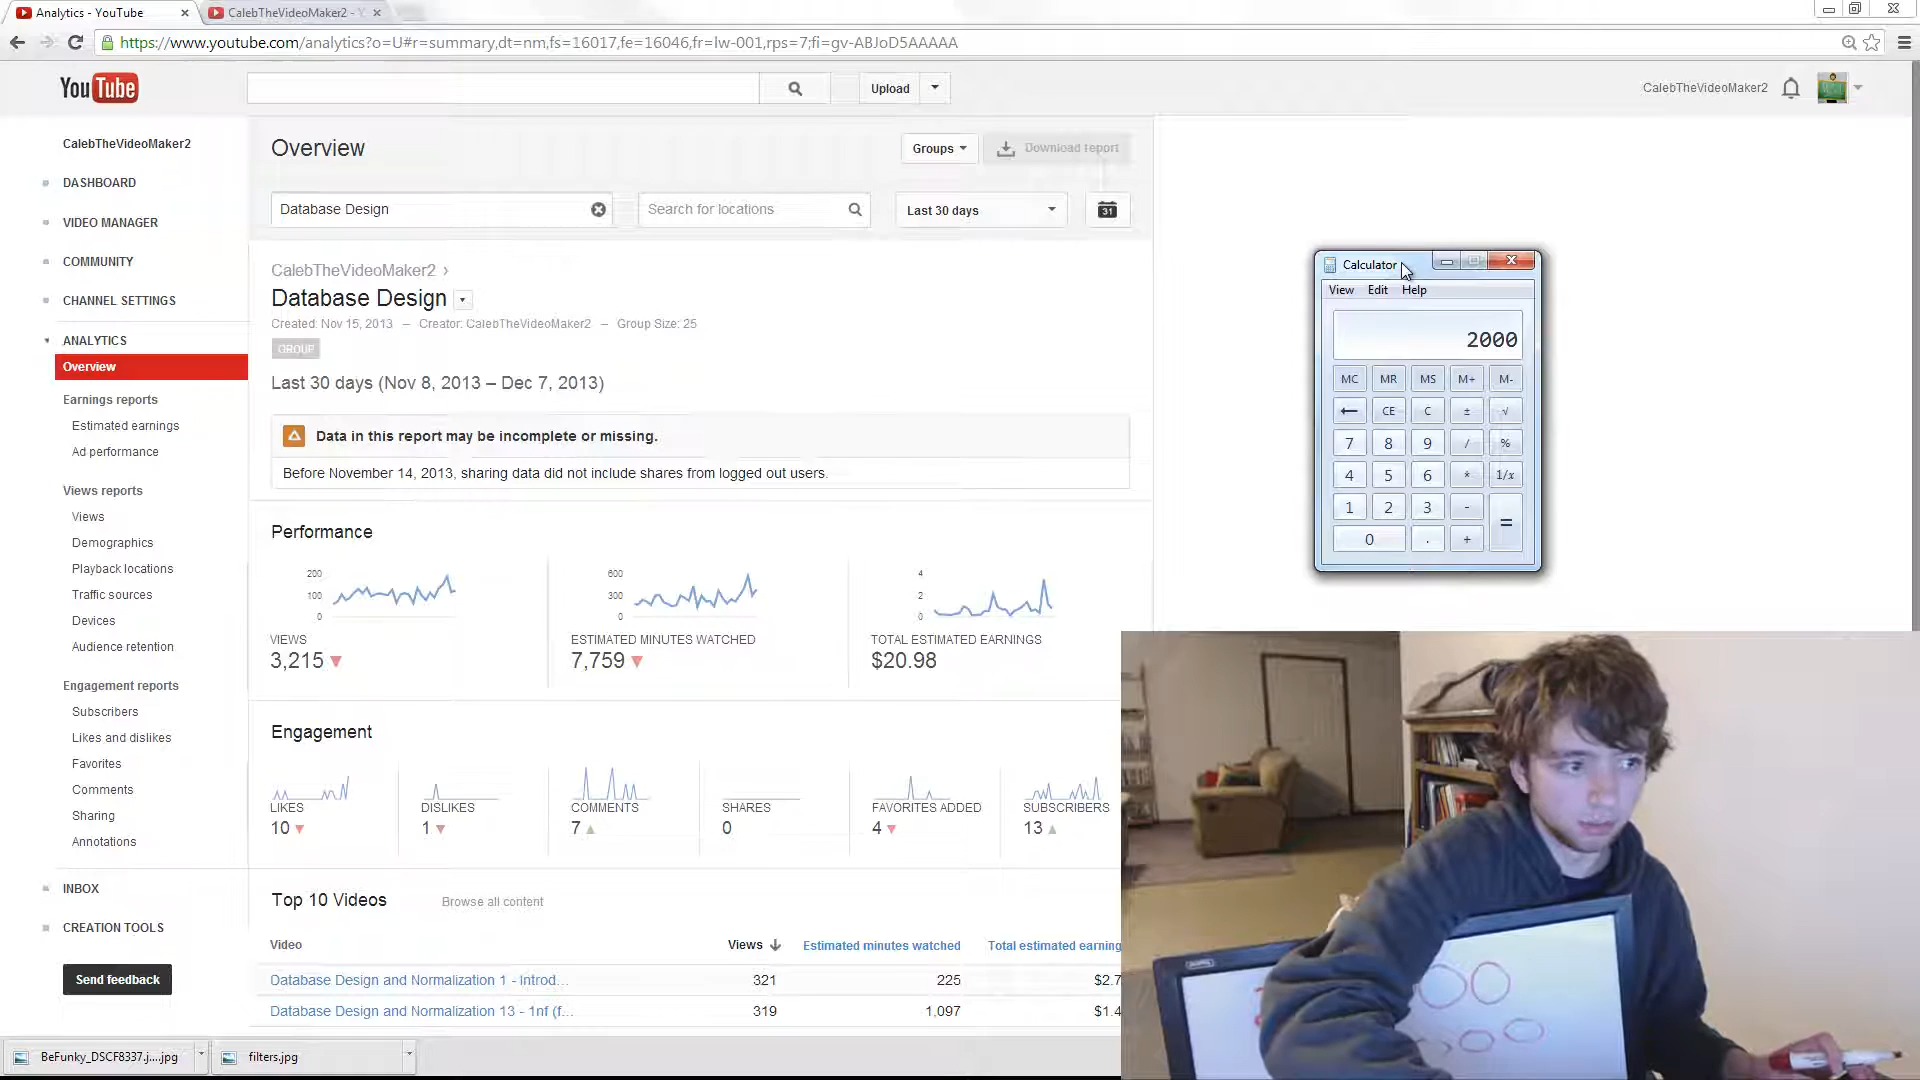 Analytics - YouTube
CalebTheVideoMaker2 -
https://www.youtube.com/analytics?o=U#r=summary,dt=nm,fs=16017,fe=16046,fr=lw-001,rps=7;fi=gv-ABJoD5AAAAA
YouTube
Upload
CalebTheVideoMaker2
CalebTheVideoMaker2
DASHBOARD
VIDEO MANAGER
COMMUNITY
CHANNEL SETTINGS
ANALYTICS
Overview
Earnings reports
Estimated earnings
Ad performance
Views reports
Views
Demographics
Playback locations
Traffic sources
Devices
Audience retention
Engagement reports
Subscribers
Likes and dislikes
Favorites
Comments
Sharing
Annotations
INBOX
CREATION TOOLS
Send feedback
Overview
Groups
Download report
Database Design
Search for locations
Last 30 days
31
CalebTheVideoMaker2 ›
Database Design
Created: Nov 15, 2013 – Creator: CalebTheVideoMaker2 – Group Size: 25
GROUP
Last 30 days (Nov 8, 2013 – Dec 7, 2013)
Data in this report may be incomplete or missing.
Before November 14, 2013, sharing data did not include shares from logged out users.
Performance
200
100
0
VIEWS
3,215
600
300
0
ESTIMATED MINUTES WATCHED
7,759
4
2
0
TOTAL ESTIMATED EARNINGS
$20.98
Engagement
LIKES
10
DISLIKES
1
COMMENTS
7
SHARES
0
FAVORITES ADDED
4
SUBSCRIBERS
13
Top 10 Videos Browse all content
Video Views Estimated minutes watched Total estimated earning
Database Design and Normalization 1 - Introd... 321 225 $2.7
Database Design and Normalization 13 - 1nf (f... 319 1,097 $1.4
BeFunky_DSCF8337.j....jpg
filters.jpg
Calculator
View Edit Help
2000
MC MR MS M+ M-
← CE C ± √
7 8 9 / %
4 5 6 * 1/x
1 2 3 - =
0 . +